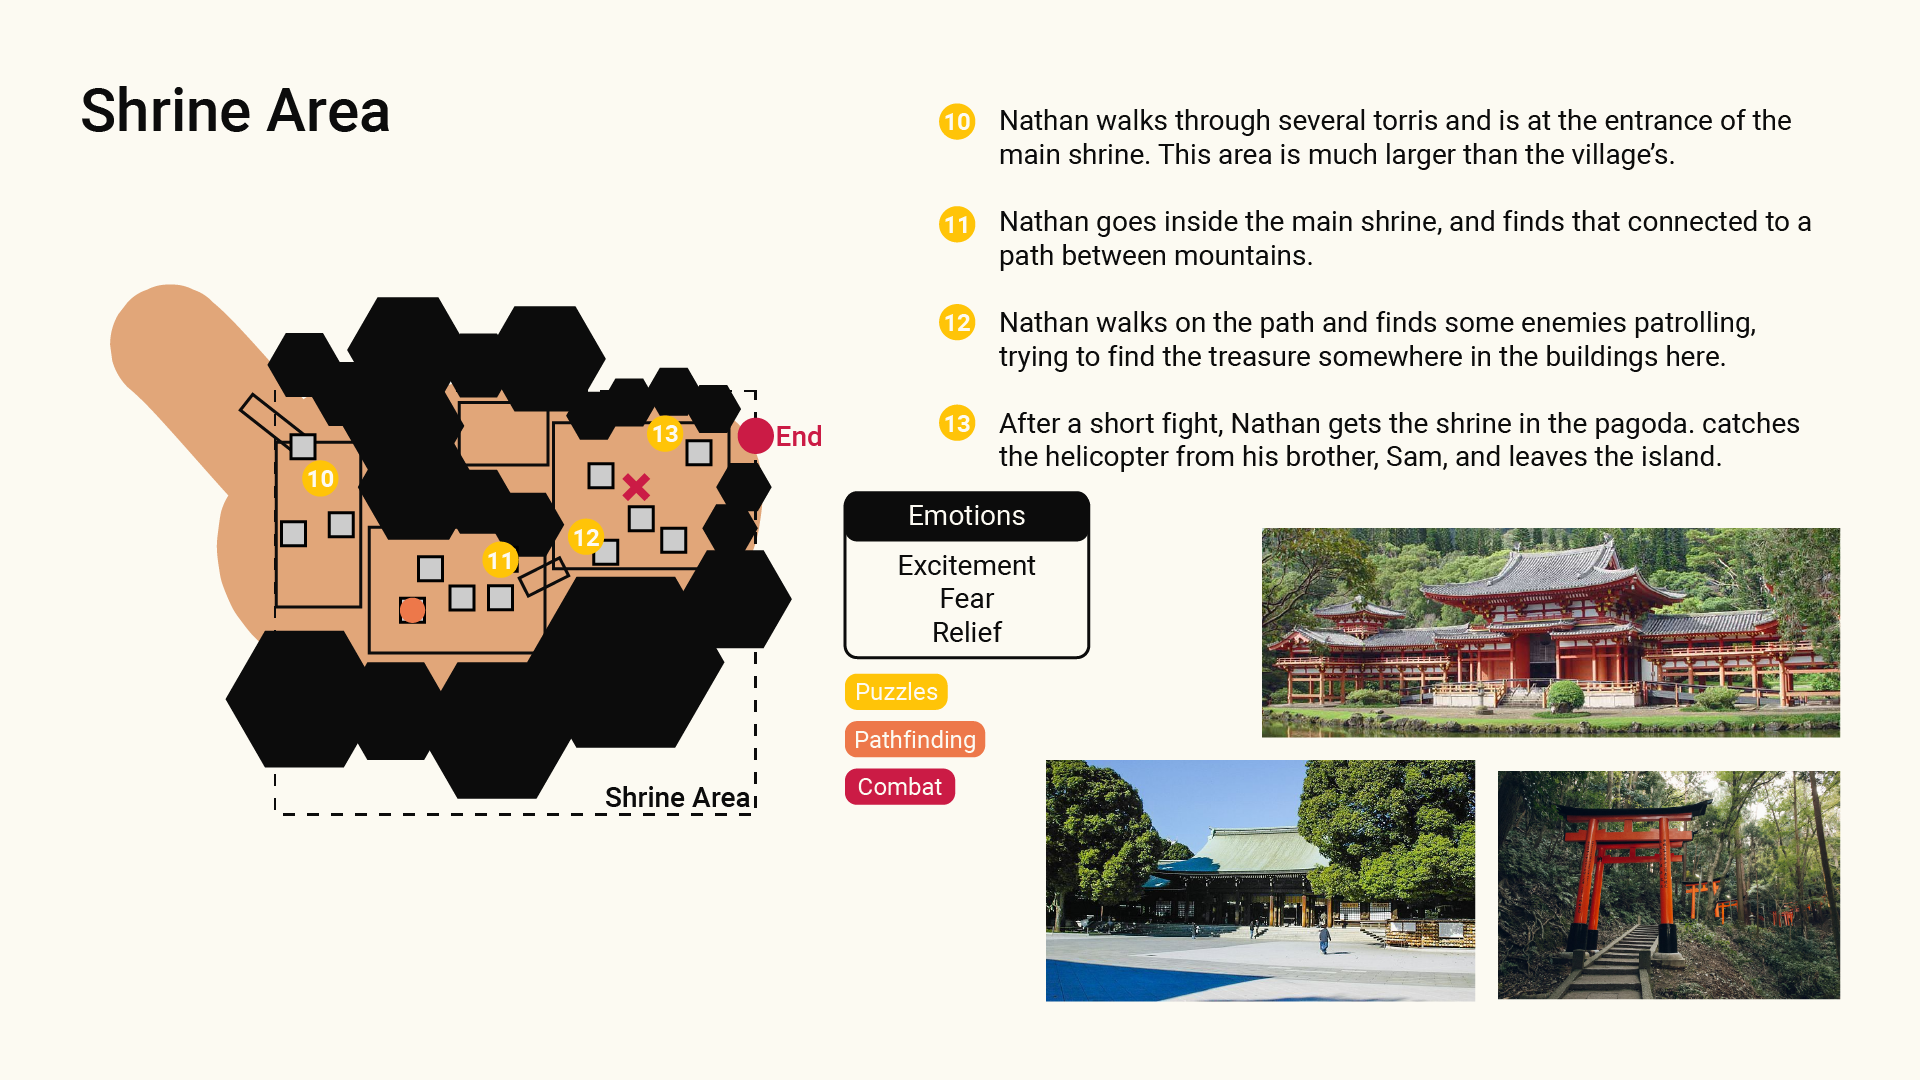 Shrine Area
10
Nathan walks through several torris and is at the entrance of the
main shrine. This area is much larger than the village’s.
11
Nathan goes inside the main shrine, and finds that connected to a
path between mountains.
12
Nathan walks on the path and finds some enemies patrolling,
trying to find the treasure somewhere in the buildings here.
13
After a short fight, Nathan gets the shrine in the pagoda. catches
the helicopter from his brother, Sam, and leaves the island.
13
End
10
12
11
Shrine Area
Emotions
Excitement
Fear
Relief
Puzzles
Pathfinding
Combat